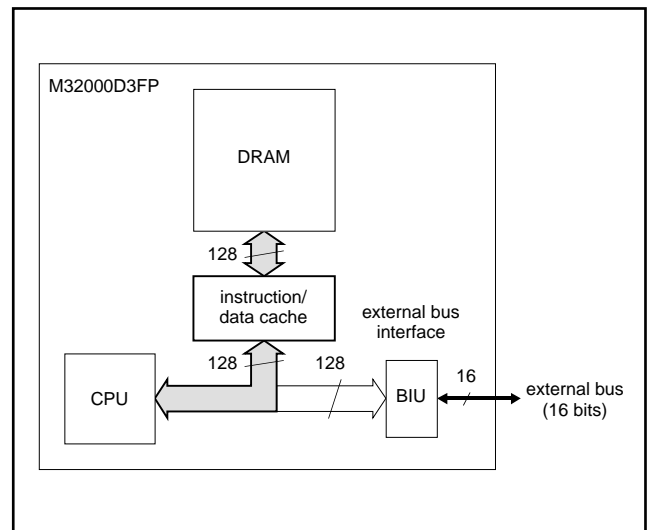 M32000D3FP
DRAM
128
instruction/
data cache
external bus
interface
128
128
16
CPU
BIU
external bus
(16 bits)